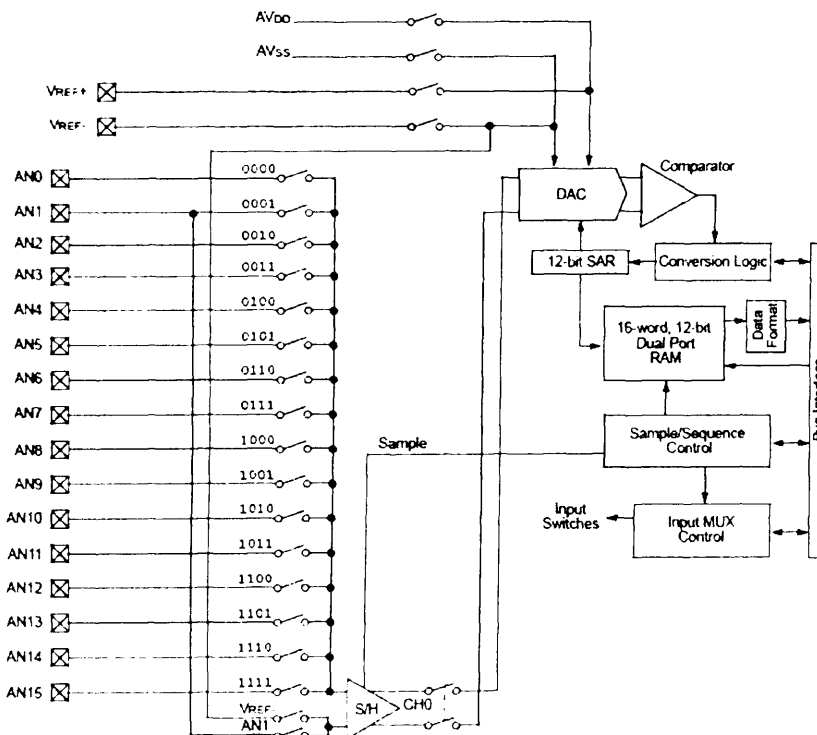 AVDD
AVSS
VREF+
VREF-
AN0
0000
AN1
0001
AN2
0010
AN3
0011
AN4
0100
AN5
0101
AN6
0110
AN7
0111
AN8
1000
AN9
1001
AN10
1010
AN11
1011
AN12
1100
AN13
1101
AN14
1110
AN15
1111
VREF-
AN1
S/H
CH0
DAC
Comparator
12-bit SAR
Conversion Logic
16-word, 12-bit
Dual Port
RAM
Data
Format
Sample
Sample/Sequence
Control
Input
Switches
Input MUX
Control